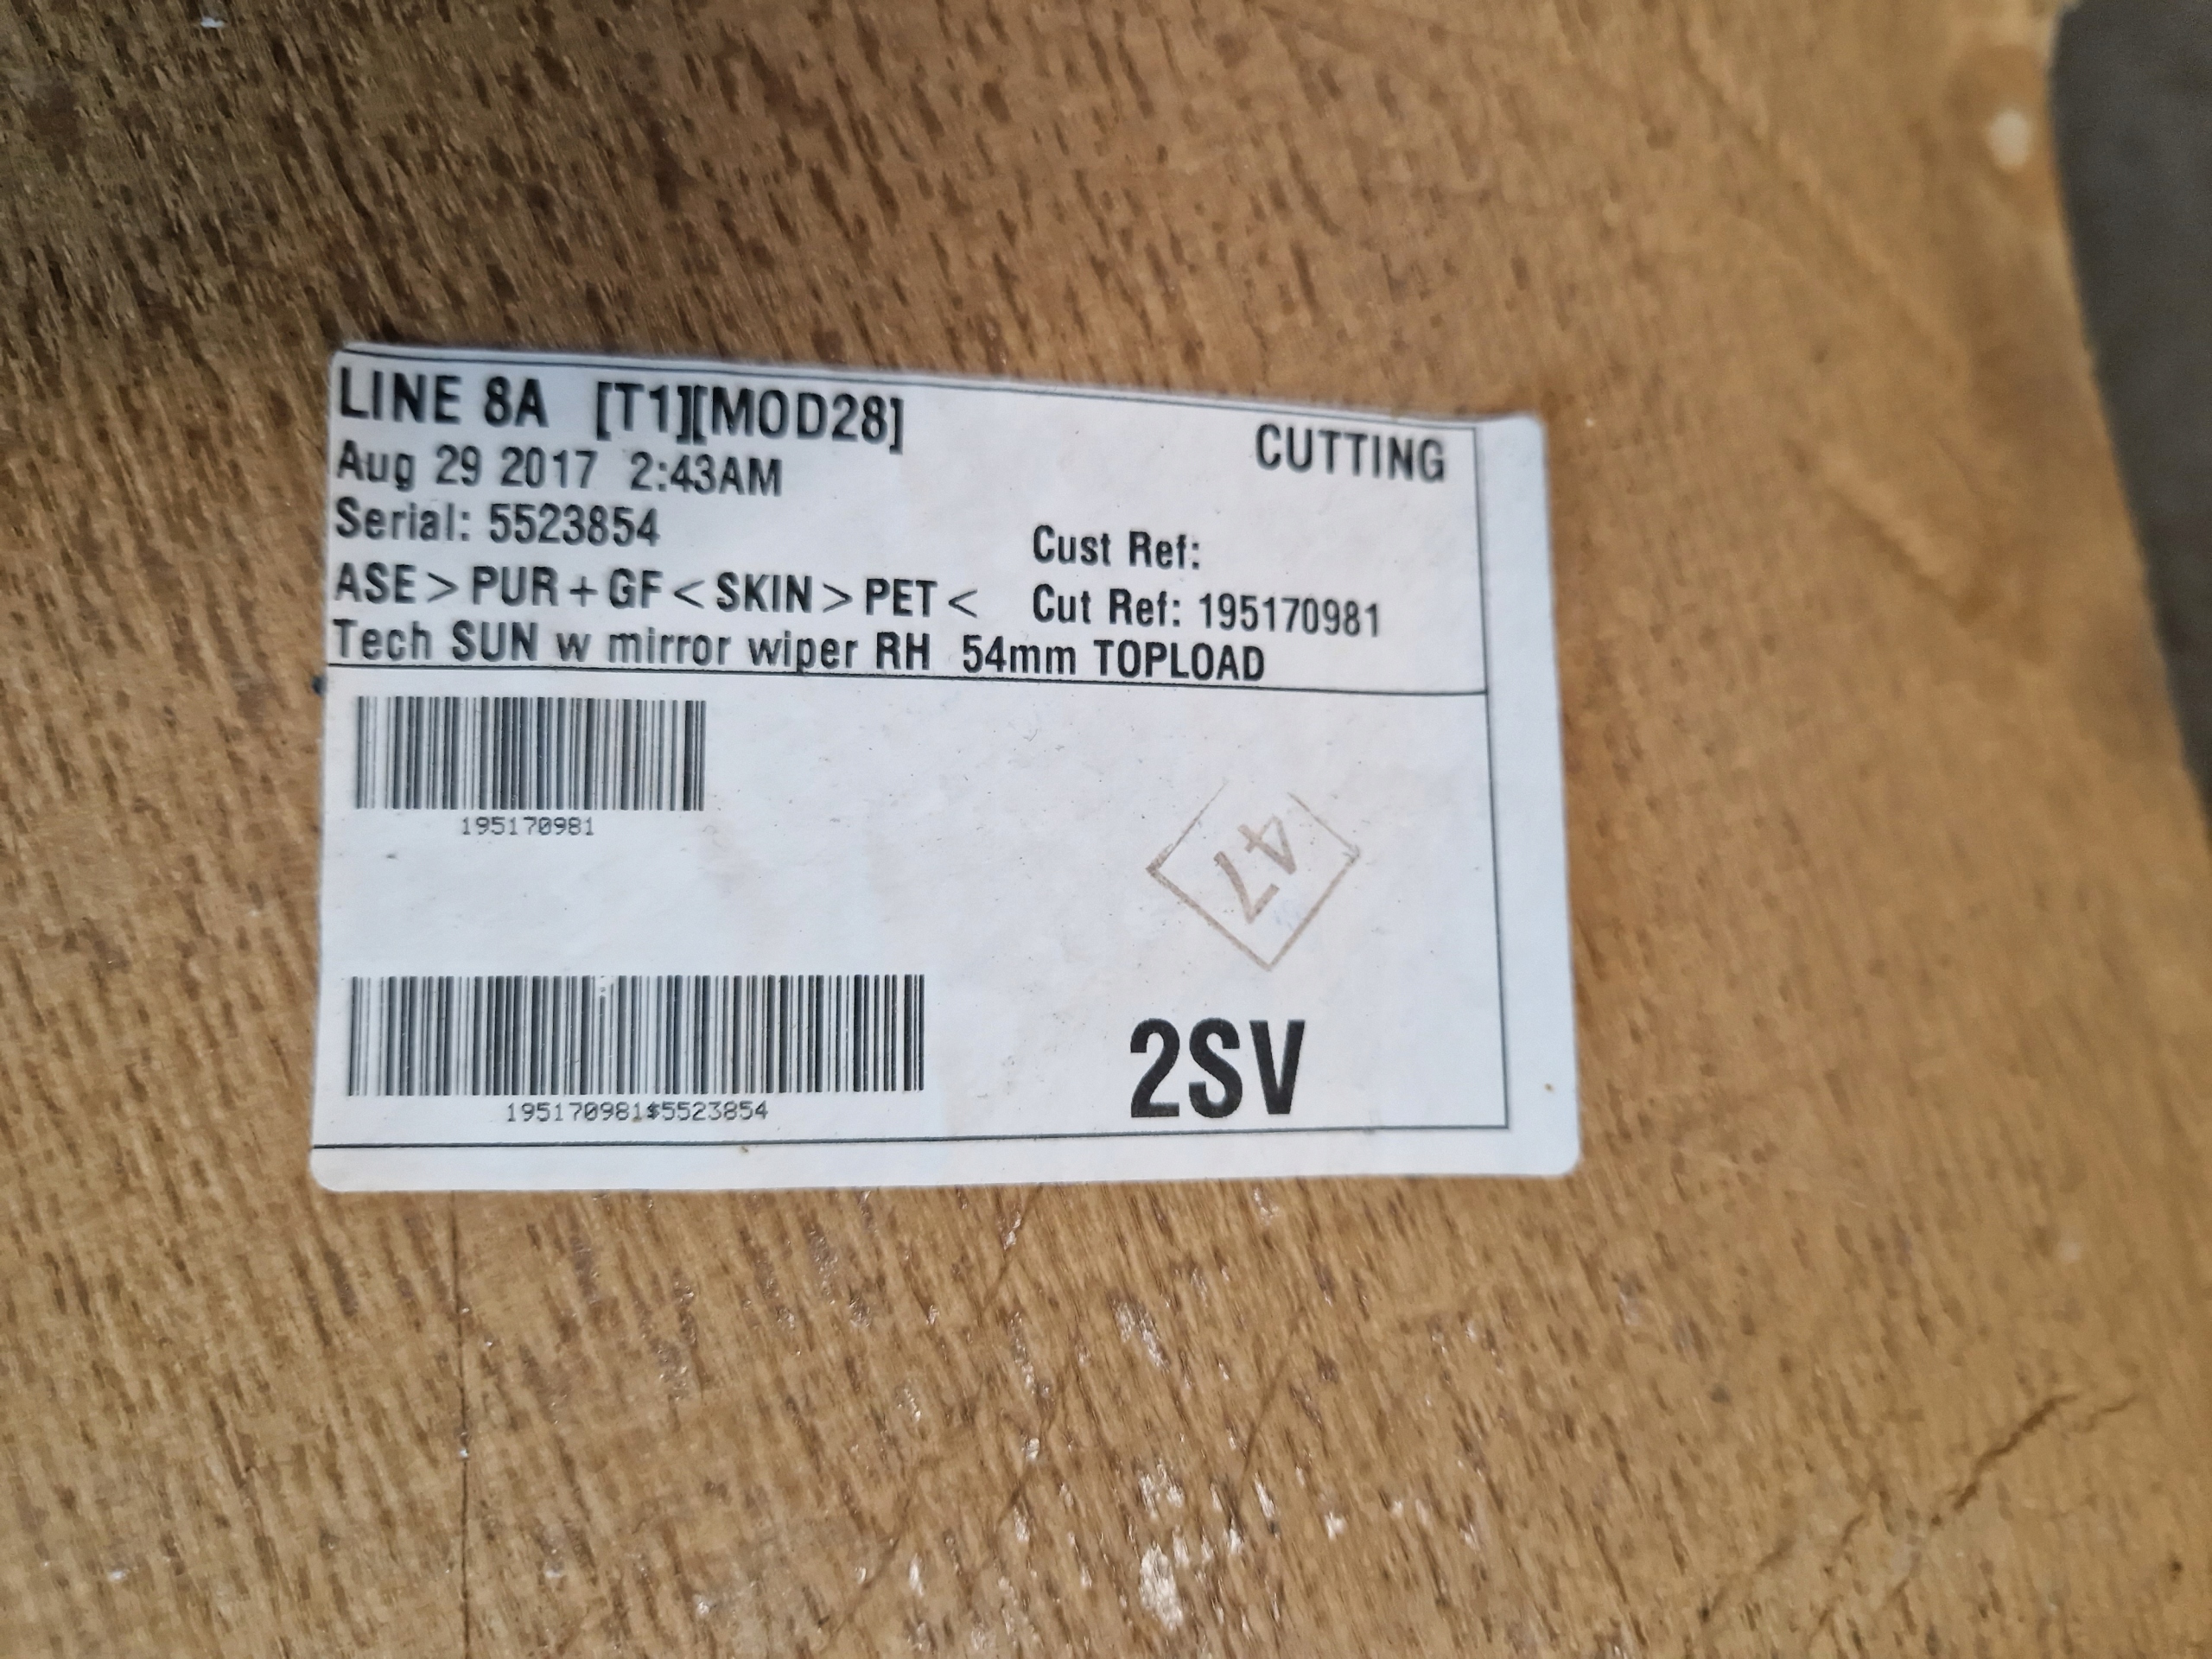 LINE 8A [T1][MOD28]
CUTTING
Aug 29 2017 2:43AM
Serial: 5523854
Cust Ref:
ASE>PUR+GF<SKIN>PET<
Cut Ref: 195170981
Tech SUN w mirror wiper RH 54mm TOPLOAD
195170981
47
195170981$5523854
2SV